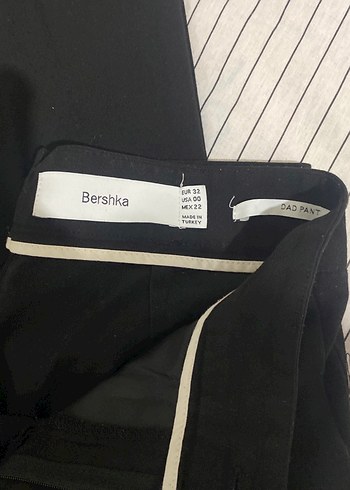 Bershka
EUR 32
USA 00
MEX 22
MADE IN
TURKEY
DAD PANT